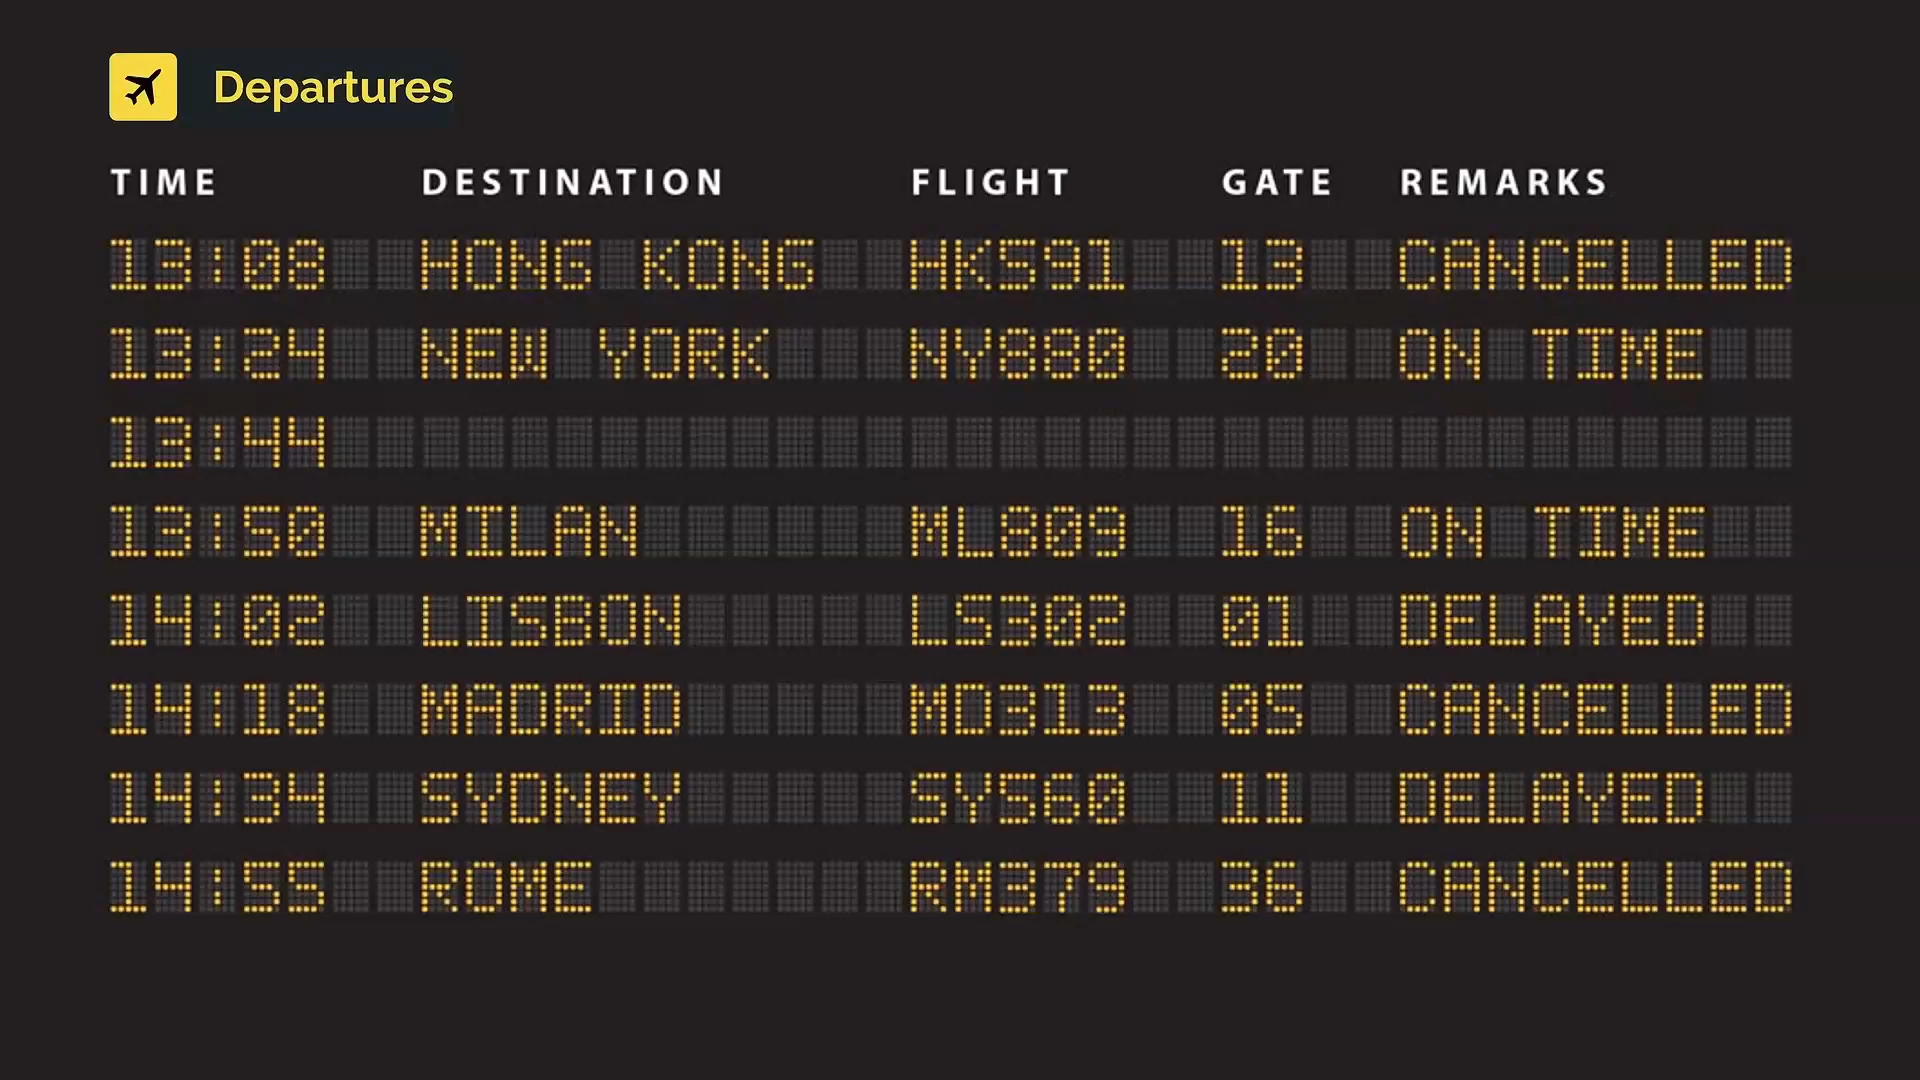 Departures
TIME DESTINATION FLIGHT GATE REMARKS
13:08 HONG KONG HK591 13 CANCELLED
13:24 NEW YORK NY880 20 ON TIME
13:44
13:50 MILAN ML809 16 ON TIME
14:02 LISBON LS302 01 DELAYED
14:18 MADRID MD313 05 CANCELLED
14:34 SYDNEY SY560 11 DELAYED
14:55 ROME RM379 36 CANCELLED